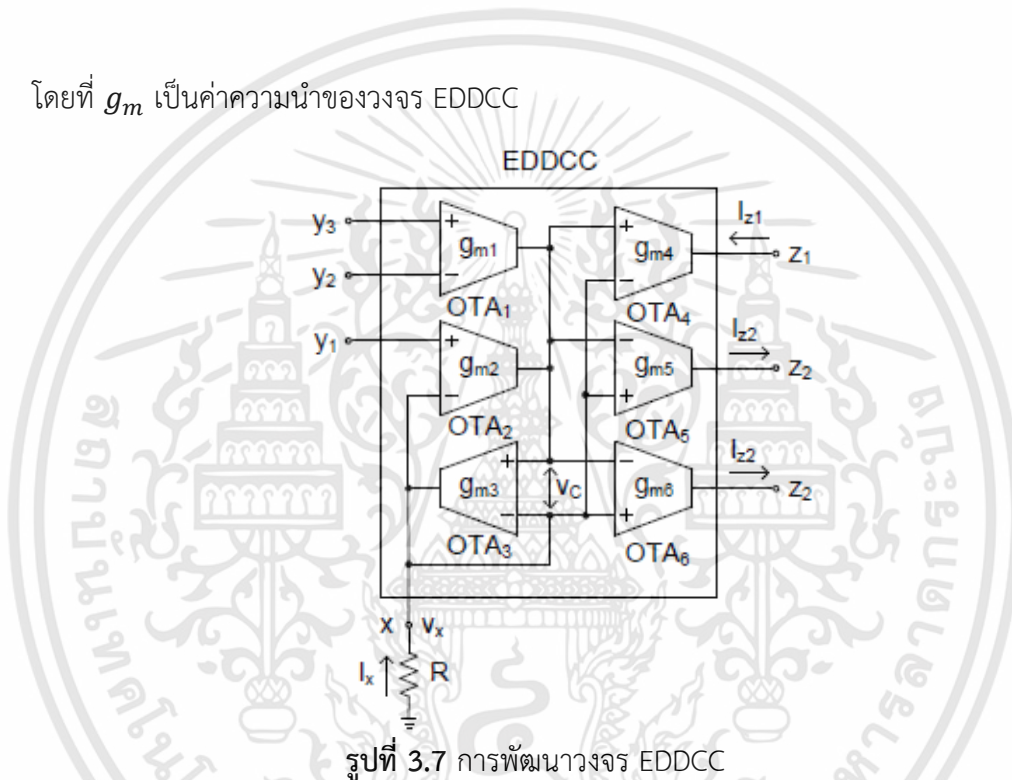 โดยที่ g_m เป็นค่าความนำของวงจร EDDCC
EDDCC
y3
+
gm1
y2
−
OTA1
y1
+
gm2
−
OTA2
gm3
+
−
OTA3
vC
+
gm4
−
OTA4
Iz1
z1
−
gm5
+
OTA5
Iz2
z2
−
gm6
+
OTA6
Iz2
z2
x
vx
Ix
R
รูปที่ 3.7 การพัฒนาวงจร EDDCC